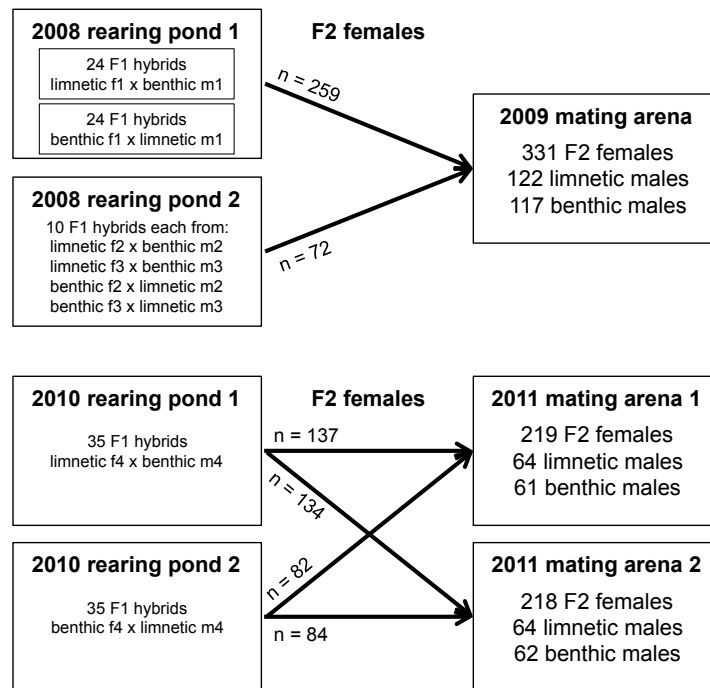 2008 rearing pond 1
24 F1 hybrids
limnetic f1 x benthic m1
24 F1 hybrids
benthic f1 x limnetic m1
F2 females
n = 259
2009 mating arena
331 F2 females
122 limnetic males
117 benthic males
2008 rearing pond 2
10 F1 hybrids each from:
limnetic f2 x benthic m2
limnetic f3 x benthic m3
benthic f2 x limnetic m2
benthic f3 x limnetic m3
n = 72
2010 rearing pond 1
35 F1 hybrids
limnetic f4 x benthic m4
F2 females
n = 137
n = 134
2011 mating arena 1
219 F2 females
64 limnetic males
61 benthic males
2010 rearing pond 2
35 F1 hybrids
benthic f4 x limnetic m4
n = 82
n = 84
2011 mating arena 2
218 F2 females
64 limnetic males
62 benthic males